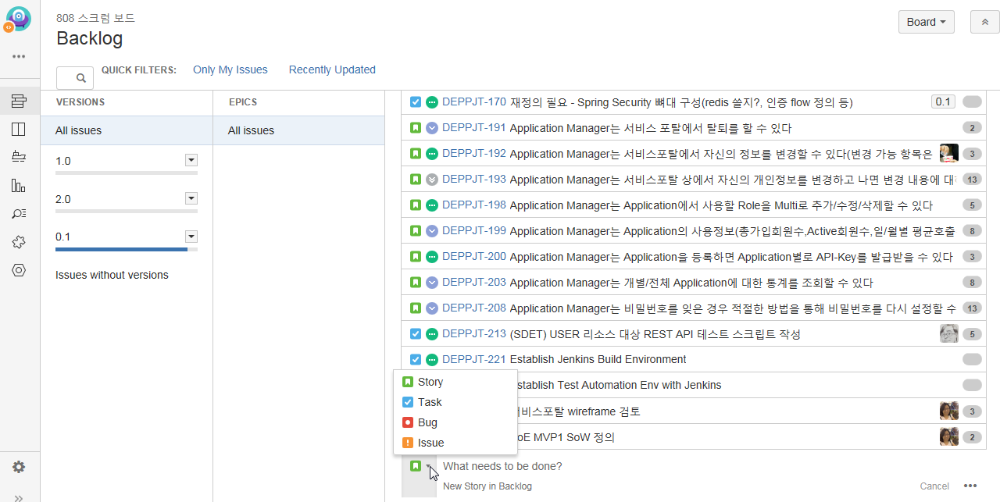 808 스크럼 보드
Backlog
Board
QUICK FILTERS: Only My Issues Recently Updated
VERSIONS
All issues
1.0
2.0
0.1
Issues without versions
EPICS
All issues
DEPPJT-170 재정의 필요 - Spring Security 뼈대 구성(redis 쓸지?, 인증 flow 정의 등) 0.1
DEPPJT-191 Application Manager는 서비스 포탈에서 탈퇴를 할 수 있다 2
DEPPJT-192 Application Manager는 서비스포탈에서 자신의 정보를 변경할 수 있다(변경 가능 항목은 3
DEPPJT-193 Application Manager는 서비스포탈 상에서 자신의 개인정보를 변경하고 나면 변경 내용에 대 13
DEPPJT-198 Application Manager는 Application에서 사용할 Role을 Multi로 추가/수정/삭제할 수 있다 5
DEPPJT-199 Application Manager는 Application의 사용정보(총가입회원수,Active회원수,일/월별 평균호출 8
DEPPJT-200 Application Manager는 Application을 등록하면 Application별로 API-Key를 발급받을 수 있다 3
DEPPJT-203 Application Manager는 개별/전체 Application에 대한 통계를 조회할 수 있다 8
DEPPJT-208 Application Manager는 비밀번호를 잊은 경우 적절한 방법을 통해 비밀번호를 다시 설정할 수 13
DEPPJT-213 (SDET) USER 리소스 대상 REST API 테스트 스크립트 작성 5
DEPPJT-221 Establish Jenkins Build Environment
stablish Test Automation Env with Jenkins
비스포탈 wireframe 검토 3
oE MVP1 SoW 정의 2
Story
Task
Bug
Issue
What needs to be done?
New Story in Backlog
Cancel